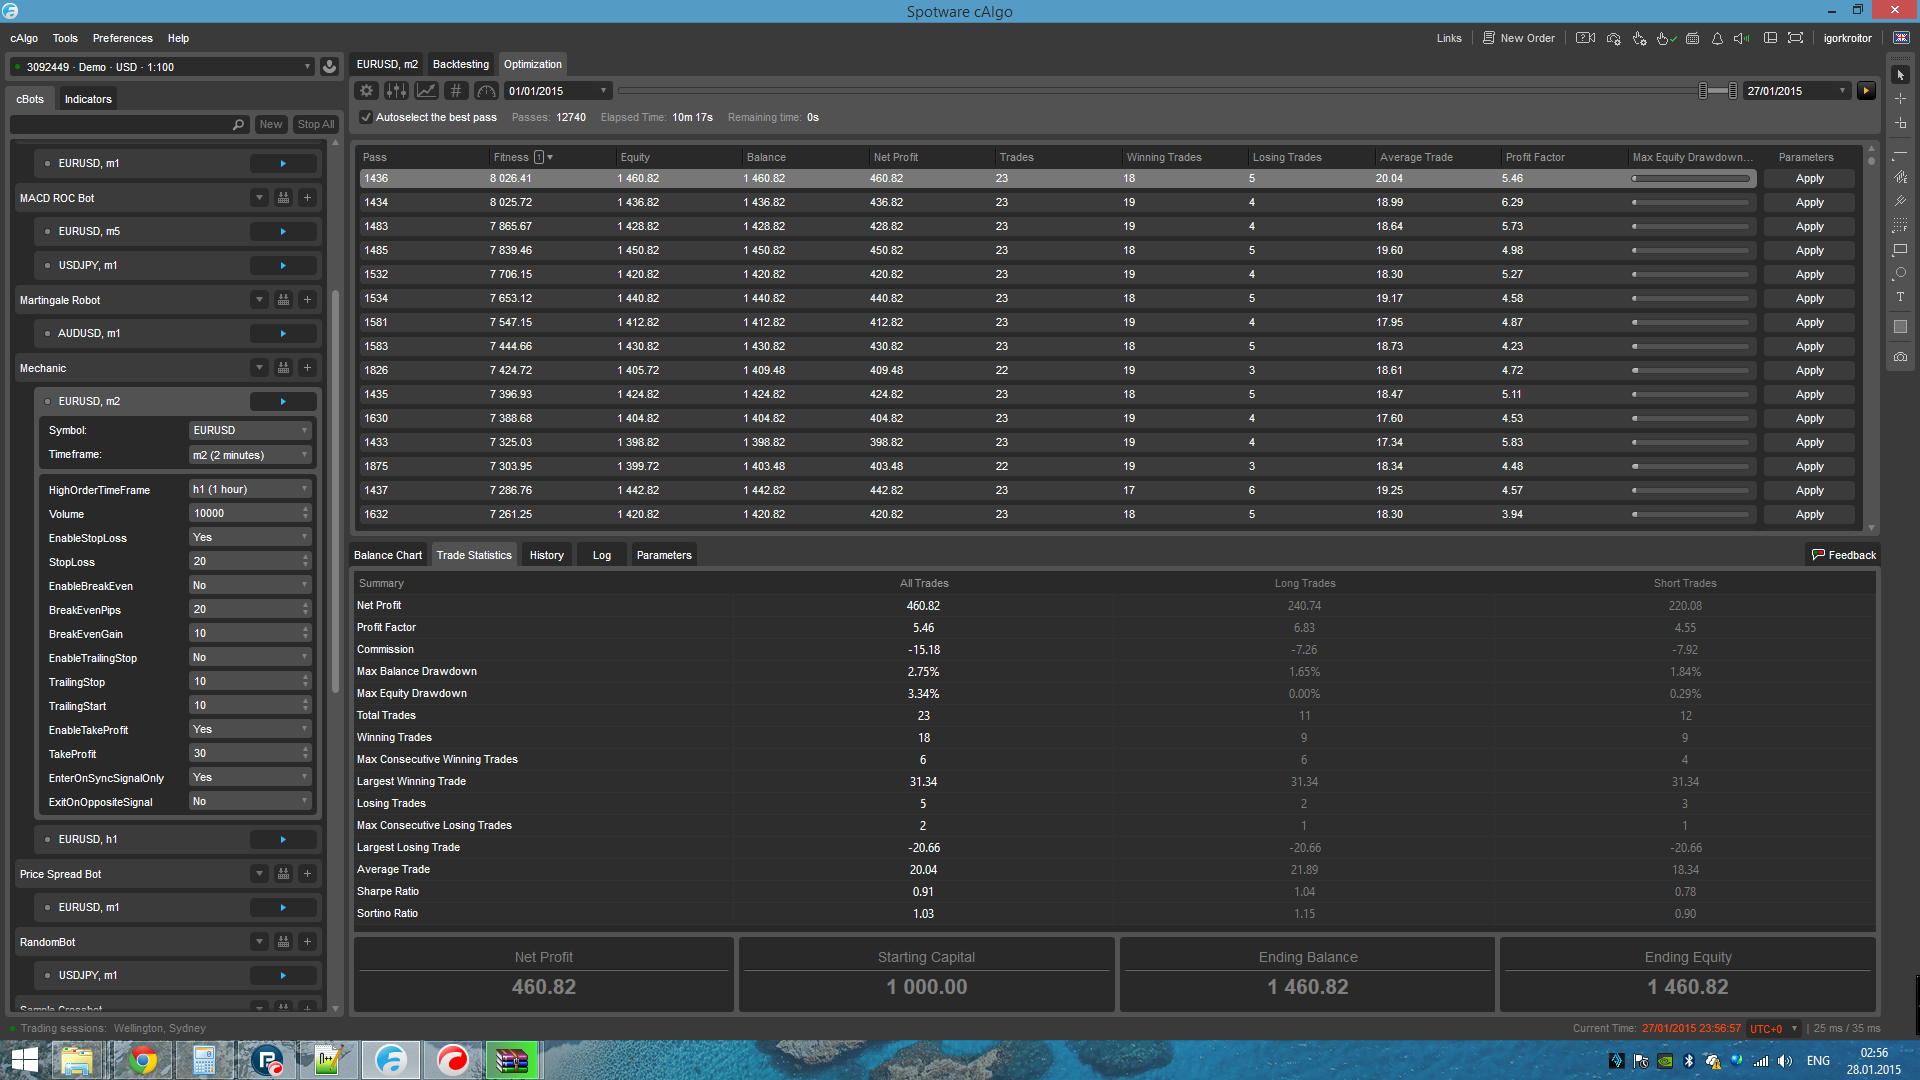 Spotware cAlgo
cAlgo Tools Preferences Help
Links New Order igorkroitor
3092449 · Demo · USD · 1:100
EURUSD, m2 Backtesting Optimization
cBots Indicators
01/01/2015 27/01/2015
New Stop All
Autoselect the best pass Passes: 12740 Elapsed Time: 10m 17s Remaining time: 0s
EURUSD, m1
MACD ROC Bot
EURUSD, m5
USDJPY, m1
Martingale Robot
AUDUSD, m1
Mechanic
EURUSD, m2
Symbol: EURUSD
Timeframe: m2 (2 minutes)
HighOrderTimeFrame h1 (1 hour)
Volume 10000
EnableStopLoss Yes
StopLoss 20
EnableBreakEven No
BreakEvenPips 20
BreakEvenGain 10
EnableTrailingStop No
TrailingStop 10
TrailingStart 10
EnableTakeProfit Yes
TakeProfit 30
EnterOnSyncSignalOnly Yes
ExitOnOppositeSignal No
EURUSD, h1
Price Spread Bot
EURUSD, m1
RandomBot
USDJPY, m1
Pass Fitness 1 Equity Balance Net Profit Trades Winning Trades Losing Trades Average Trade Profit Factor Max Equity Drawdown... Parameters
1436 8 026.41 1 460.82 1 460.82 460.82 23 18 5 20.04 5.46 Apply
1434 8 025.72 1 436.82 1 436.82 436.82 23 19 4 18.99 6.29 Apply
1483 7 865.67 1 428.82 1 428.82 428.82 23 19 4 18.64 5.73 Apply
1485 7 839.46 1 450.82 1 450.82 450.82 23 18 5 19.60 4.98 Apply
1532 7 706.15 1 420.82 1 420.82 420.82 23 19 4 18.30 5.27 Apply
1534 7 653.12 1 440.82 1 440.82 440.82 23 18 5 19.17 4.58 Apply
1581 7 547.15 1 412.82 1 412.82 412.82 23 19 4 17.95 4.87 Apply
1583 7 444.66 1 430.82 1 430.82 430.82 23 18 5 18.73 4.23 Apply
1826 7 424.72 1 405.72 1 409.48 409.48 22 19 3 18.61 4.72 Apply
1435 7 396.93 1 424.82 1 424.82 424.82 23 18 5 18.47 5.11 Apply
1630 7 388.68 1 404.82 1 404.82 404.82 23 19 4 17.60 4.53 Apply
1433 7 325.03 1 398.82 1 398.82 398.82 23 19 4 17.34 5.83 Apply
1875 7 303.95 1 399.72 1 403.48 403.48 22 19 3 18.34 4.48 Apply
1437 7 286.76 1 442.82 1 442.82 442.82 23 17 6 19.25 4.57 Apply
1632 7 261.25 1 420.82 1 420.82 420.82 23 18 5 18.30 3.94 Apply
Balance Chart Trade Statistics History Log Parameters Feedback
Summary All Trades Long Trades Short Trades
Net Profit 460.82 240.74 220.08
Profit Factor 5.46 6.83 4.55
Commission -15.18 -7.26 -7.92
Max Balance Drawdown 2.75% 1.65% 1.84%
Max Equity Drawdown 3.34% 0.00% 0.29%
Total Trades 23 11 12
Winning Trades 18 9 9
Max Consecutive Winning Trades 6 6 4
Largest Winning Trade 31.34 31.34 31.34
Losing Trades 5 2 3
Max Consecutive Losing Trades 2 1 1
Largest Losing Trade -20.66 -20.66 -20.66
Average Trade 20.04 21.89 18.34
Sharpe Ratio 0.91 1.04 0.78
Sortino Ratio 1.03 1.15 0.90
Net Profit Starting Capital Ending Balance Ending Equity
460.82 1 000.00 1 460.82 1 460.82
Trading sessions: Wellington, Sydney
Current Time: 27/01/2015 23:56:57 UTC+0 25 ms / 35 ms
ENG
02:56
28.01.2015